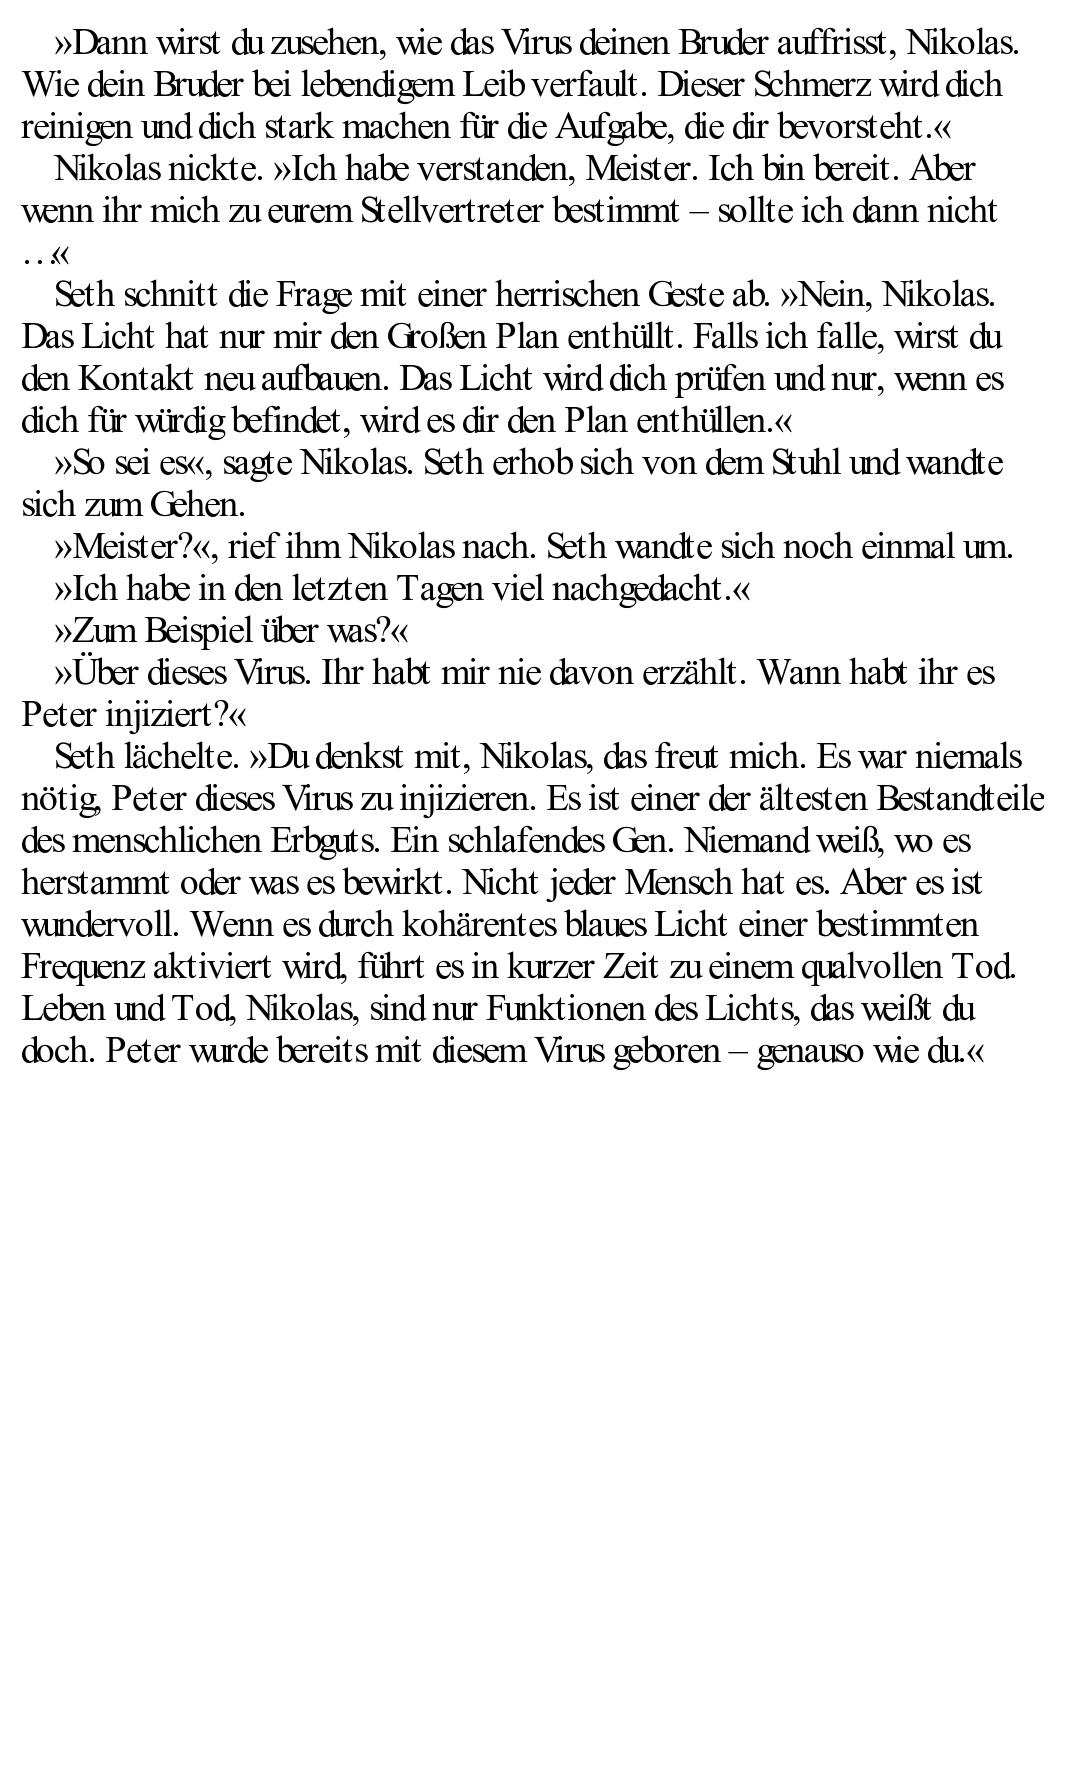 »Dann wirst du zusehen, wie das Virus deinen Bruder auffrisst, Nikolas.
Wie dein Bruder bei lebendigem Leib verfault. Dieser Schmerz wird dich
reinigen und dich stark machen für die Aufgabe, die dir bevorsteht.«
Nikolas nickte. »Ich habe verstanden, Meister. Ich bin bereit. Aber
wenn ihr mich zu eurem Stellvertreter bestimmt – sollte ich dann nicht
…«
Seth schnitt die Frage mit einer herrischen Geste ab. »Nein, Nikolas.
Das Licht hat nur mir den Großen Plan enthüllt. Falls ich falle, wirst du
den Kontakt neu aufbauen. Das Licht wird dich prüfen und nur, wenn es
dich für würdig befindet, wird es dir den Plan enthüllen.«
»So sei es«, sagte Nikolas. Seth erhob sich von dem Stuhl und wandte
sich zum Gehen.
»Meister?«, rief ihm Nikolas nach. Seth wandte sich noch einmal um.
»Ich habe in den letzten Tagen viel nachgedacht.«
»Zum Beispiel über was?«
»Über dieses Virus. Ihr habt mir nie davon erzählt. Wann habt ihr es
Peter injiziert?«
Seth lächelte. »Du denkst mit, Nikolas, das freut mich. Es war niemals
nötig, Peter dieses Virus zu injizieren. Es ist einer der ältesten Bestandteile
des menschlichen Erbguts. Ein schlafendes Gen. Niemand weiß, wo es
herstammt oder was es bewirkt. Nicht jeder Mensch hat es. Aber es ist
wundervoll. Wenn es durch kohärentes blaues Licht einer bestimmten
Frequenz aktiviert wird, führt es in kurzer Zeit zu einem qualvollen Tod.
Leben und Tod, Nikolas, sind nur Funktionen des Lichts, das weißt du
doch. Peter wurde bereits mit diesem Virus geboren – genauso wie du.«